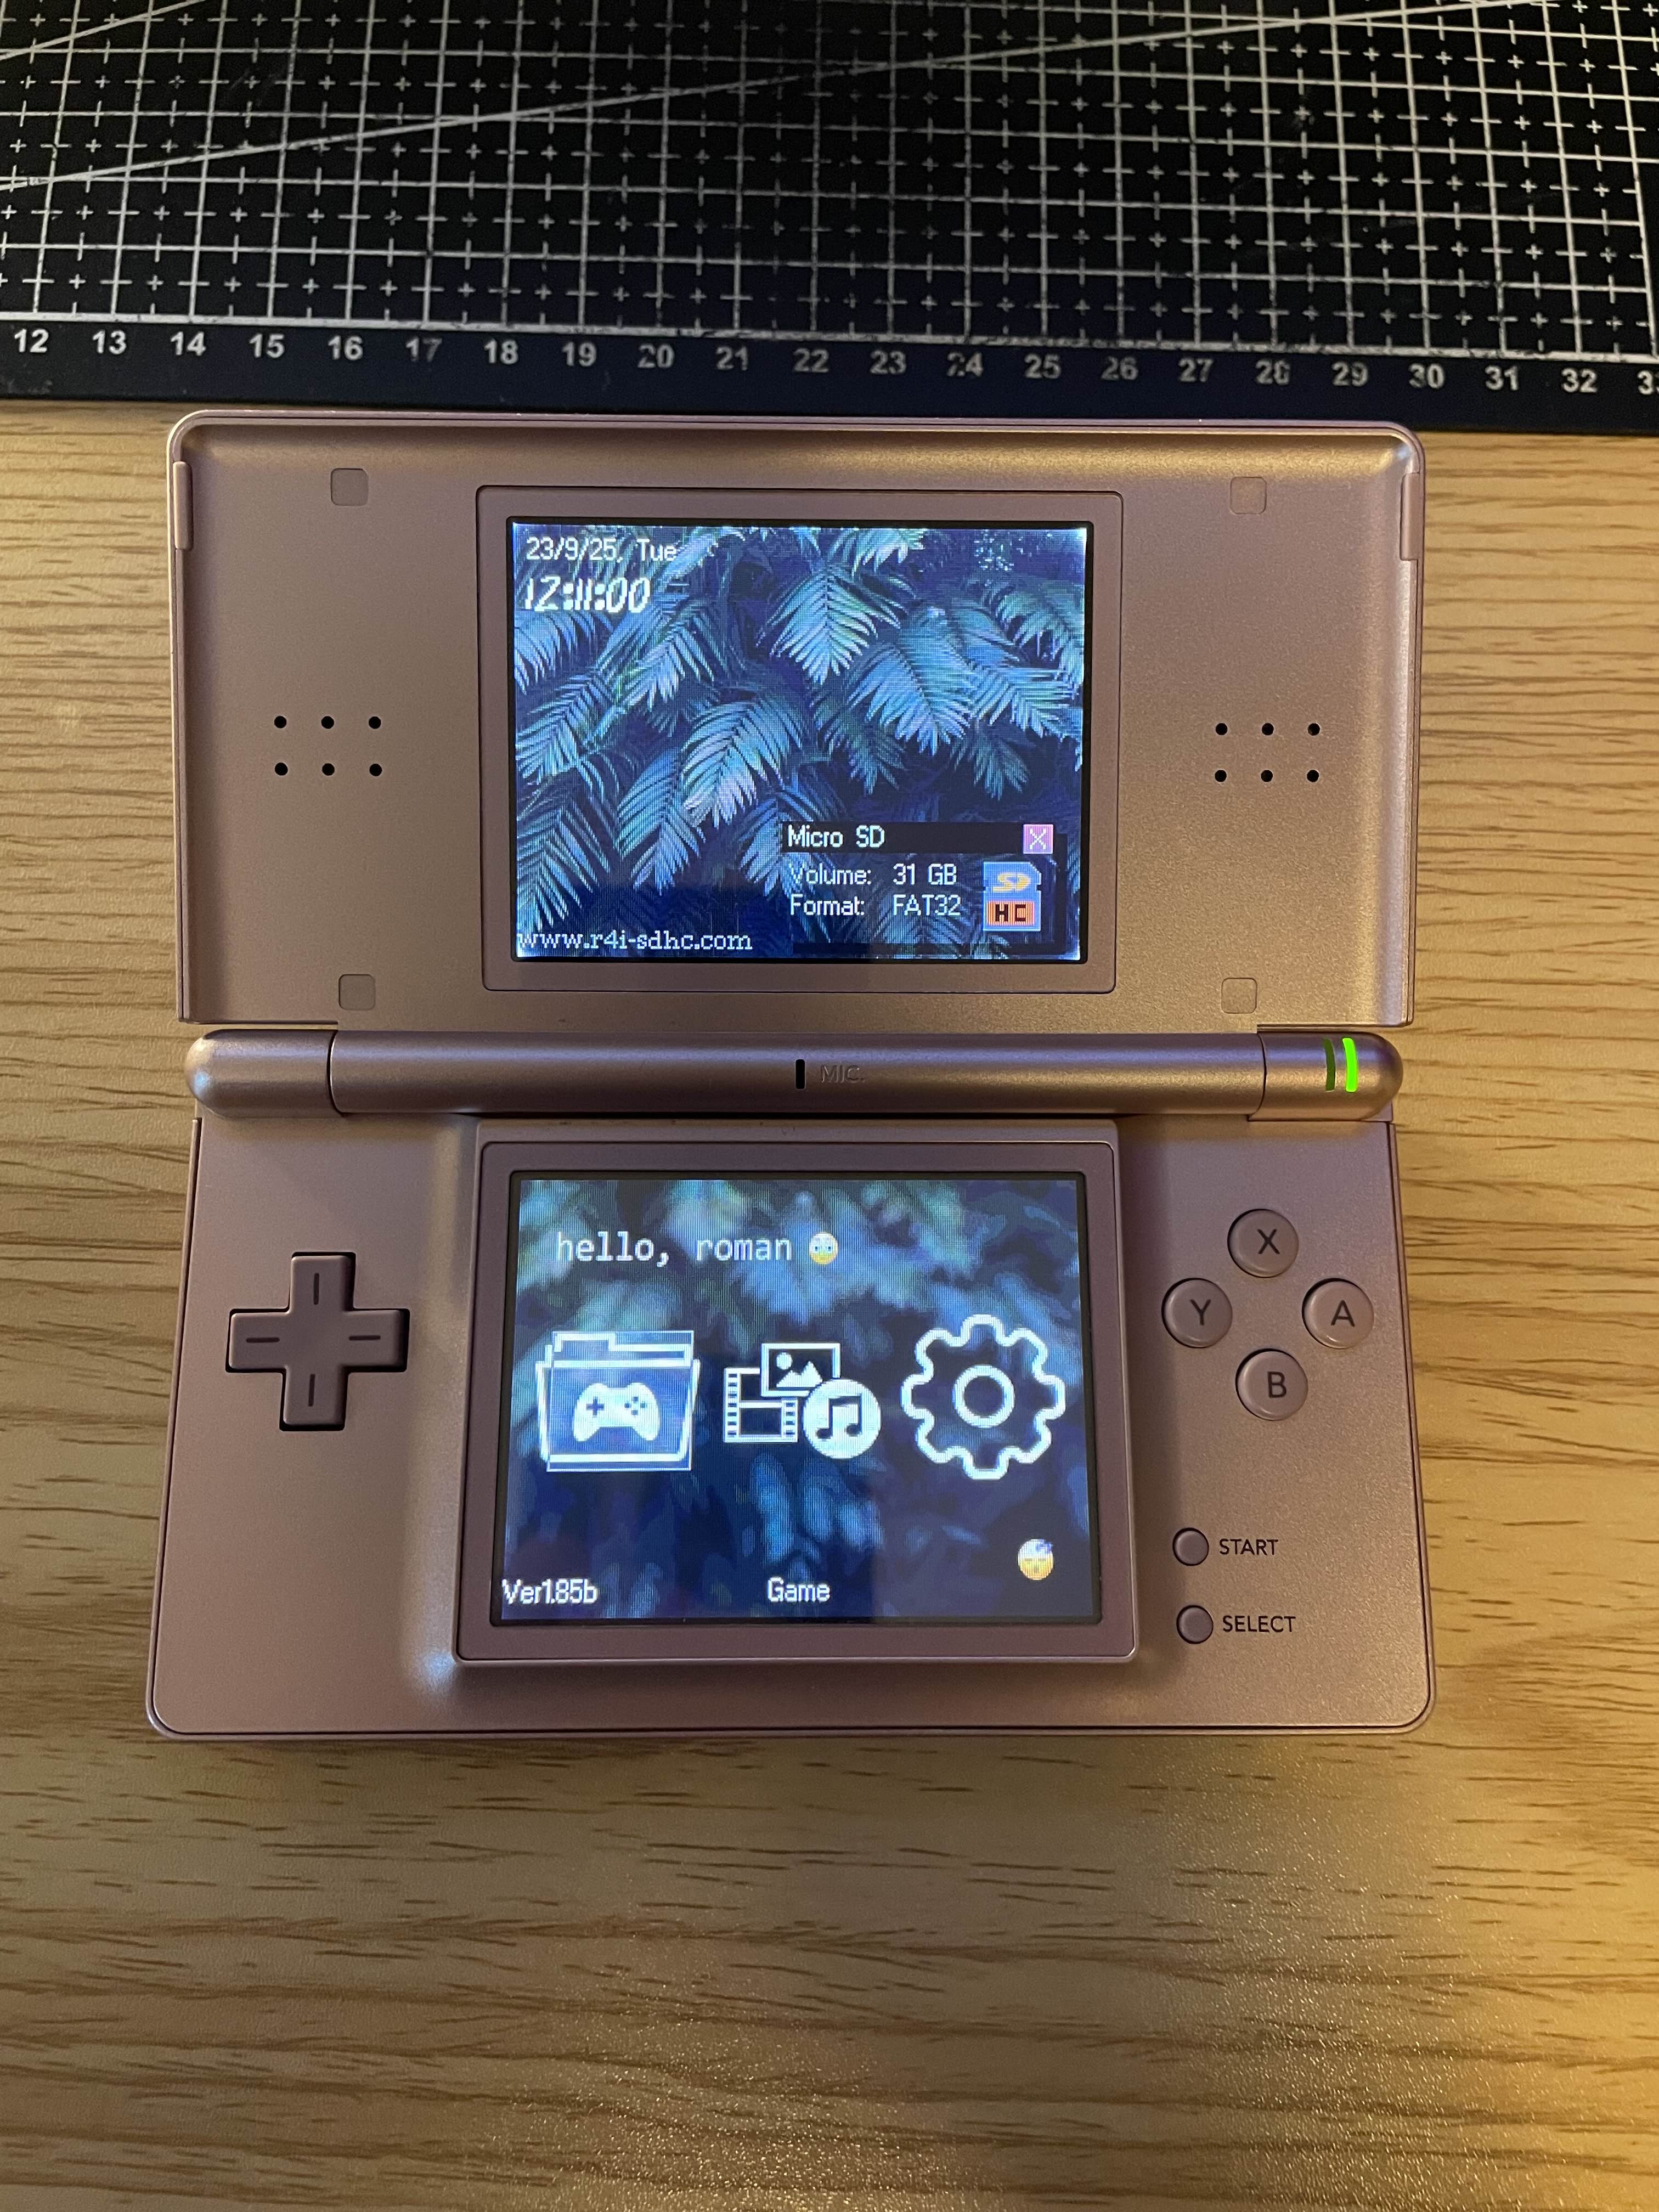 12 13 14 15 16 17 18 19 20 21 22 23 24 25 26 27 28 29 30 31 32
23/9/25, Tue
12:11:00
Micro SD X
Volume: 31 GB
Format: FAT32
SD
HC
www.r4i-sdhc.com
MIC.
hello, roman
X
Y A
B
START
SELECT
Ver1.85b Game